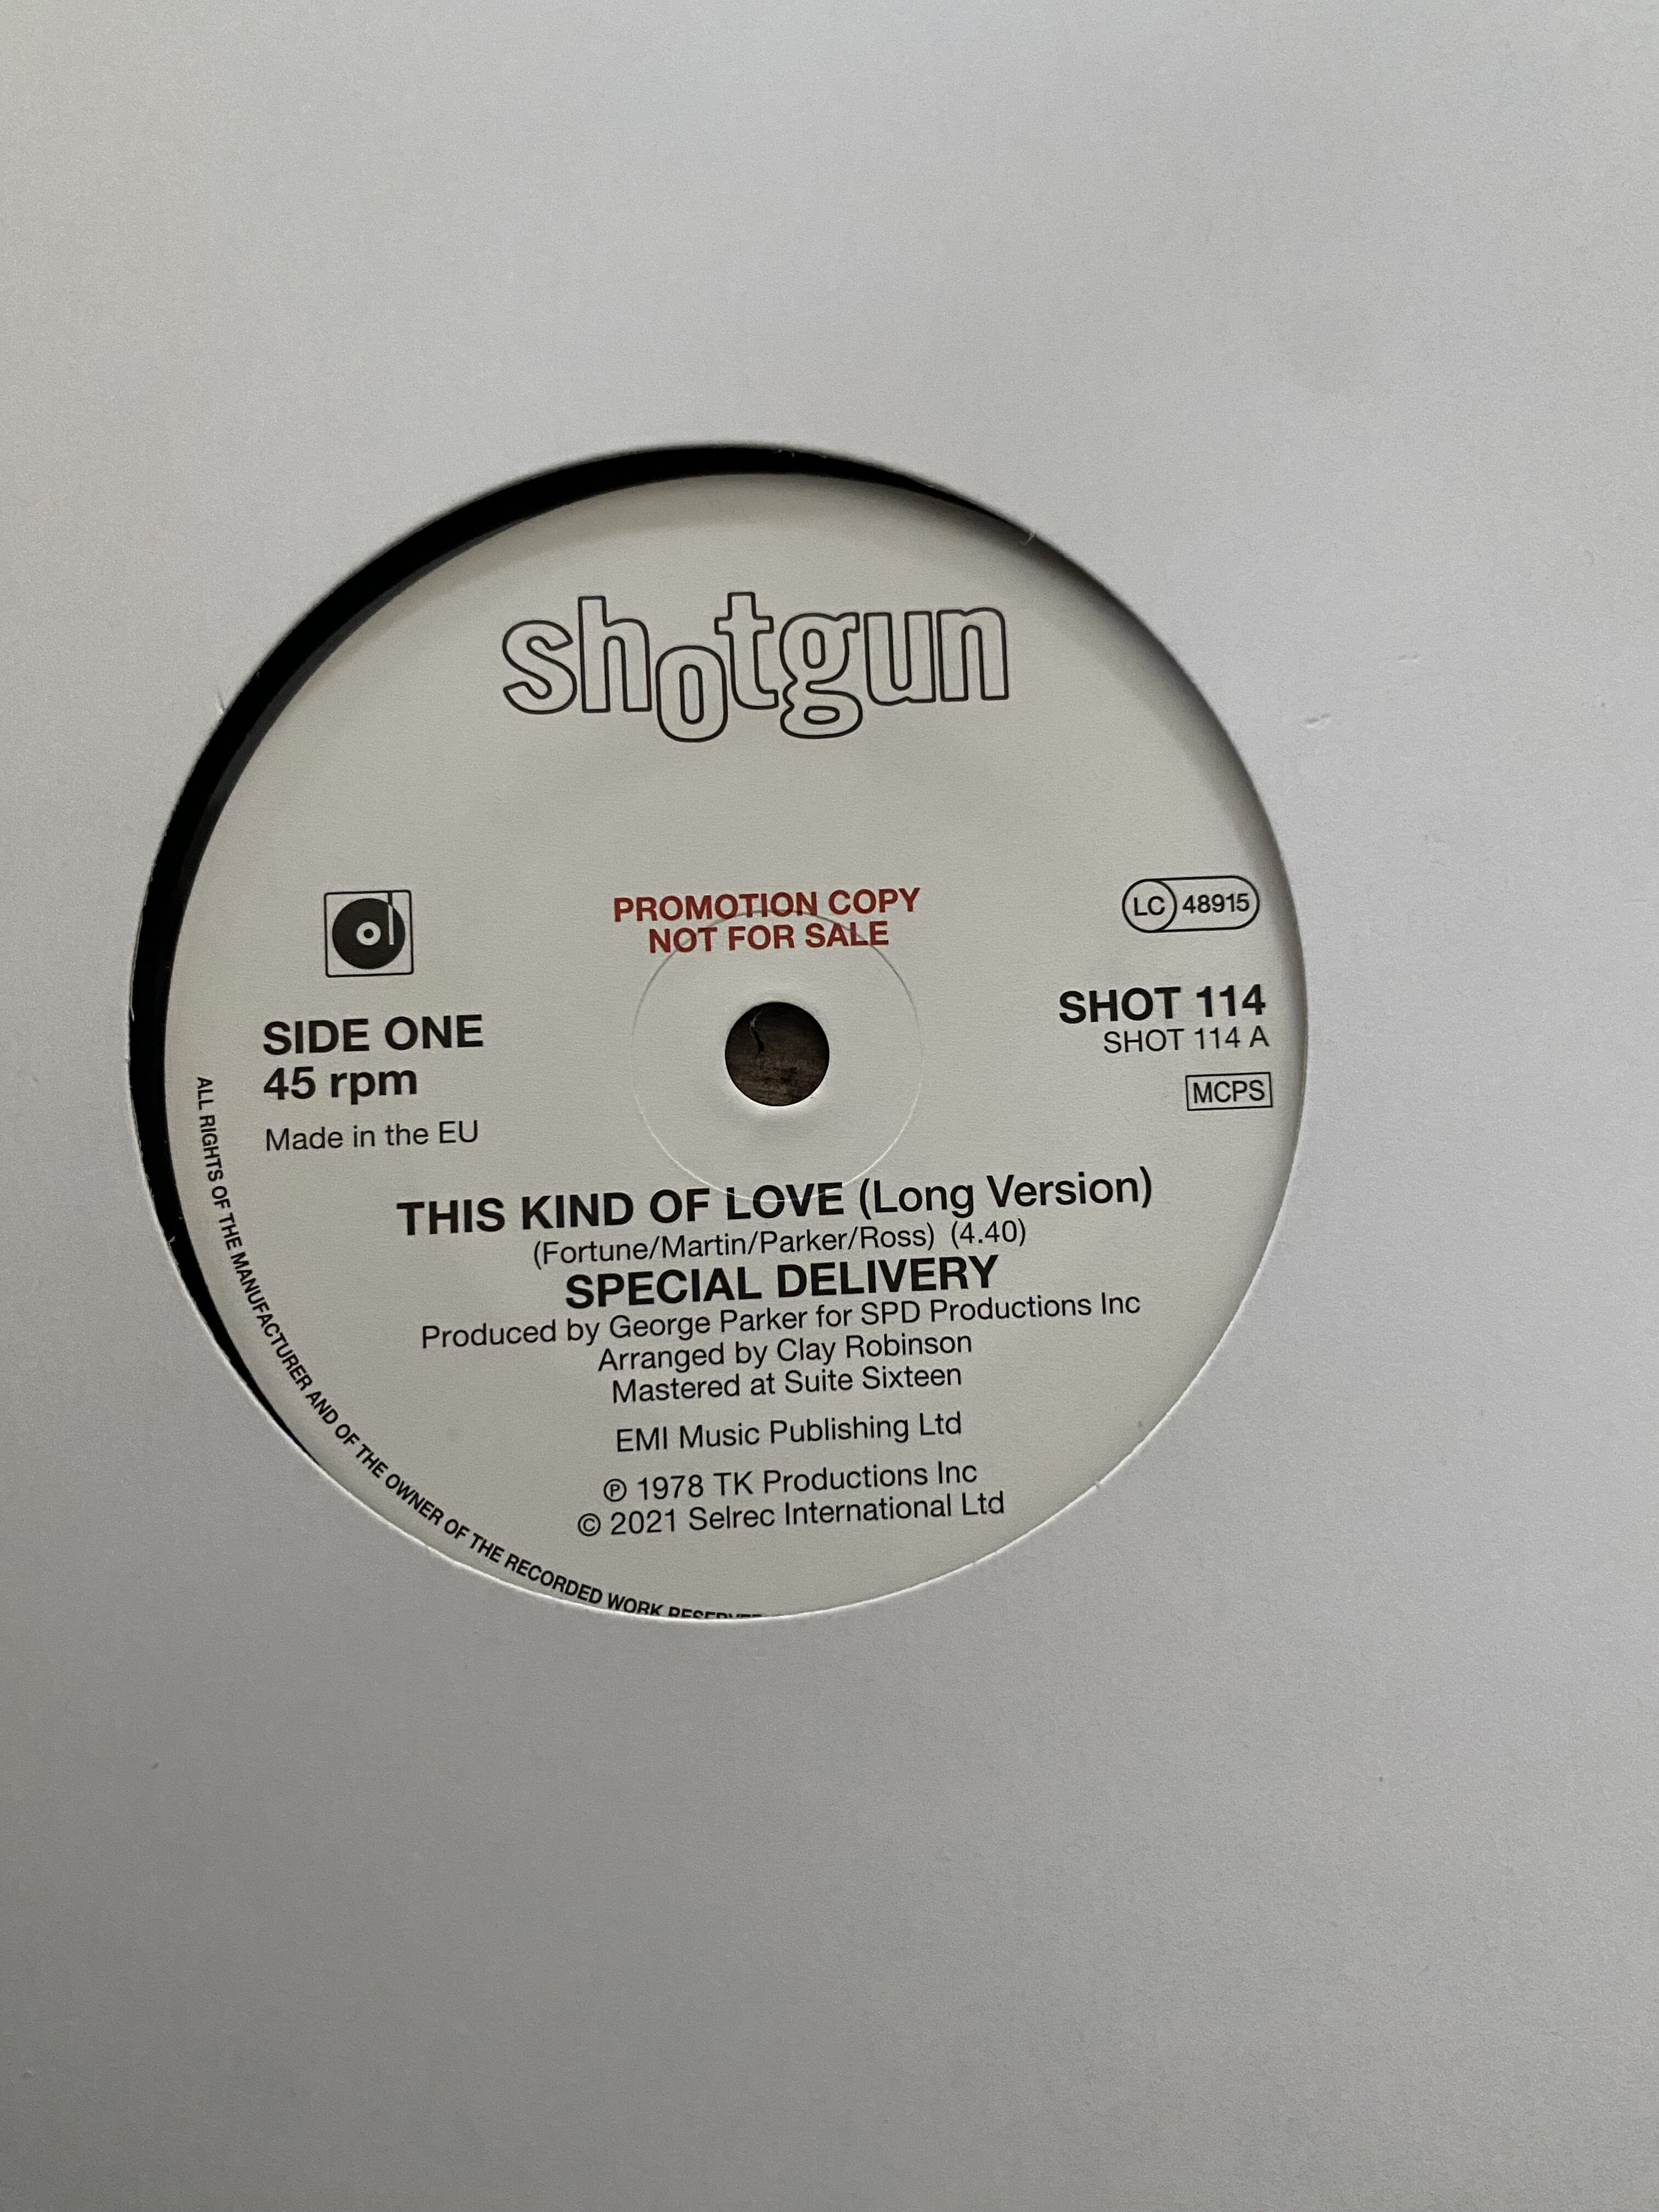 shotgun
PROMOTION COPY
NOT FOR SALE
LC 48915
SIDE ONE
45 rpm
Made in the EU
SHOT 114
SHOT 114 A
MCPS
THIS KIND OF LOVE (Long Version)
(Fortune/Martin/Parker/Ross) (4.40)
SPECIAL DELIVERY
Produced by George Parker for SPD Productions Inc
Arranged by Clay Robinson
Mastered at Suite Sixteen
EMI Music Publishing Ltd
℗ 1978 TK Productions Inc
© 2021 Selrec International Ltd
ALL RIGHTS OF THE MANUFACTURER AND OF THE OWNER OF THE RECORDED WORK